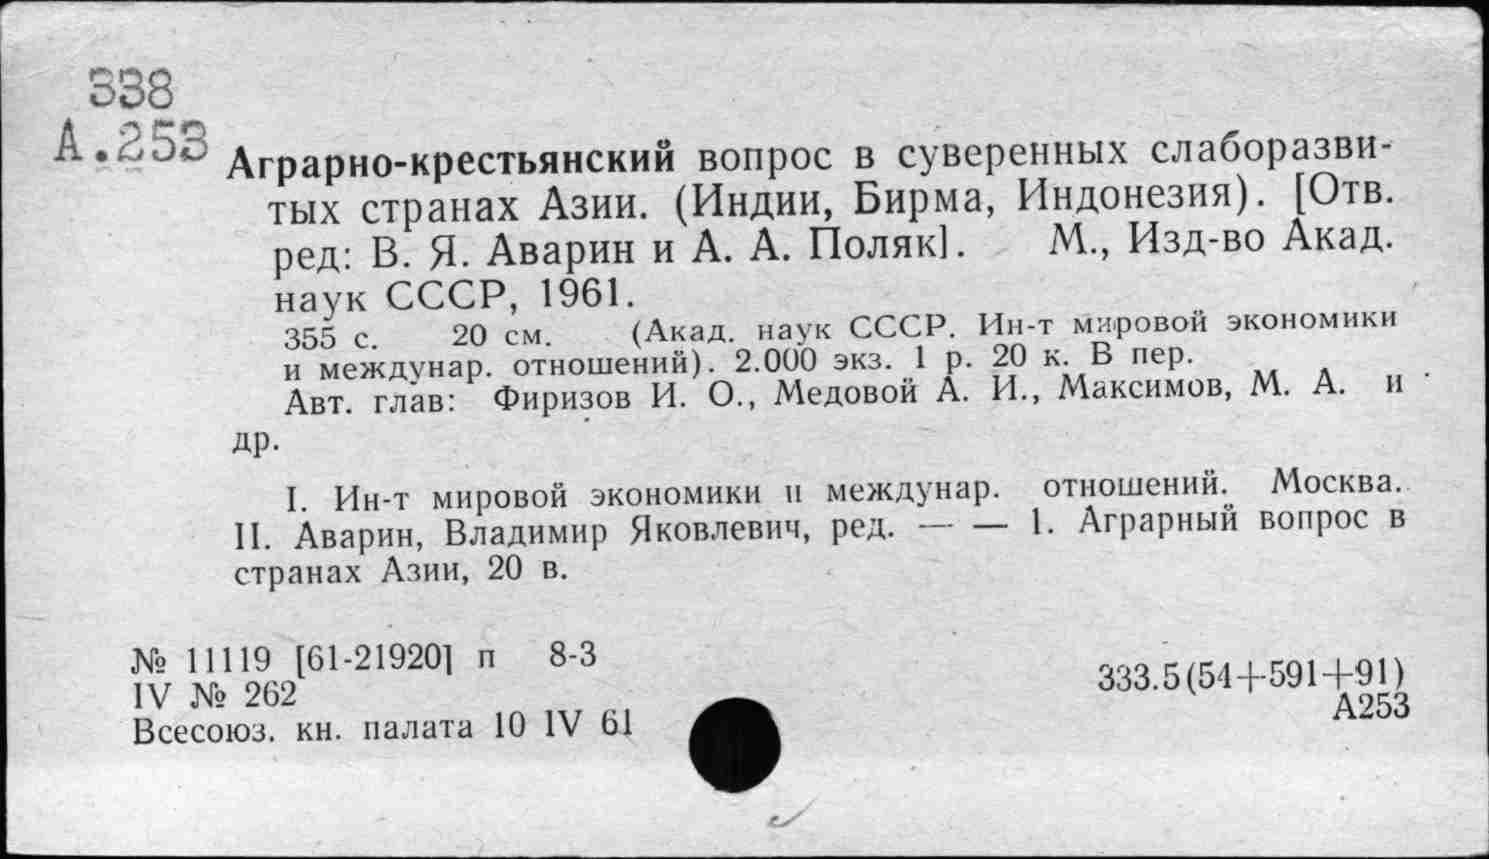 338
А.253
Аграрно-крестьянский вопрос в суверенных слаборазви-
тых странах Азии. (Индии, Бирма, Индонезия). [Отв.
ред: В. Я. Аварин и А. А. Поляк]. М., Изд-во Акад.
наук СССР, 1961.
355 с. 20 см. (Акад. наук СССР. Ин-т мировой экономики
и междунар. отношений). 2.000 экз. 1 р. 20 к. В пер.
Авт. глав: Фиризов И. О., Медовой А. И., Максимов, М. А. и
др.
I. Ин-т мировой экономики и междунар. отношений. Москва.
II. Аварин, Владимир Яковлевич, ред. — — 1. Аграрный вопрос в
странах Азии, 20 в.
№ 11119 [61-21920] п 8-3
IV № 262
Всесоюз. кн. палата 10 IV 61
333.5(54+591+91)
А253